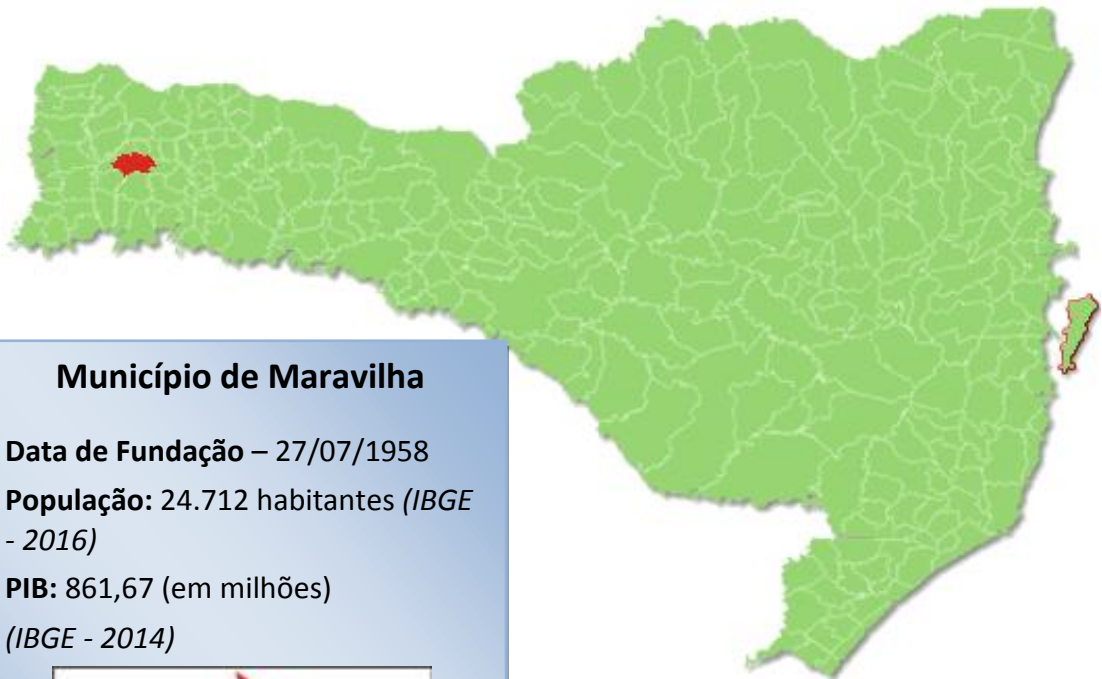 Município de Maravilha
Data de Fundação – 27/07/1958
População: 24.712 habitantes (IBGE
- 2016)
PIB: 861,67 (em milhões)
(IBGE - 2014)